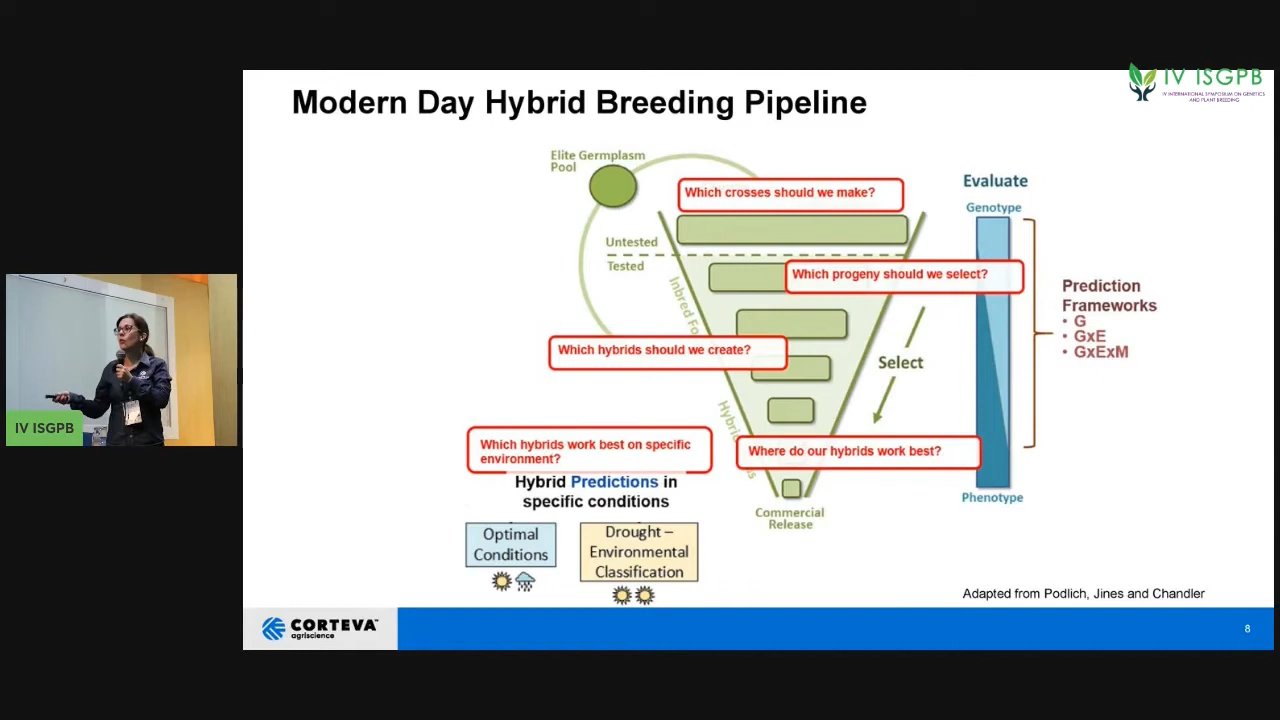 Modern Day Hybrid Breeding Pipeline
IV ISGPB
IV INTERNATIONAL SYMPOSIUM ON GENETICS
AND PLANT BREEDING
Elite Germplasm
Pool
Which crosses should we make?
Evaluate
Genotype
Untested
Tested
Which progeny should we select?
Inbred Fo
Prediction
Frameworks
• G
• GxE
• GxExM
Which hybrids should we create?
Select
Hybrid
Which hybrids work best on specific
environment?
Where do our hybrids work best?
Hybrid Predictions in
specific conditions
Phenotype
Commercial
Release
Optimal
Conditions
Drought –
Environmental
Classification
Adapted from Podlich, Jines and Chandler
CORTEVA™
agriscience
8
IV ISGPB